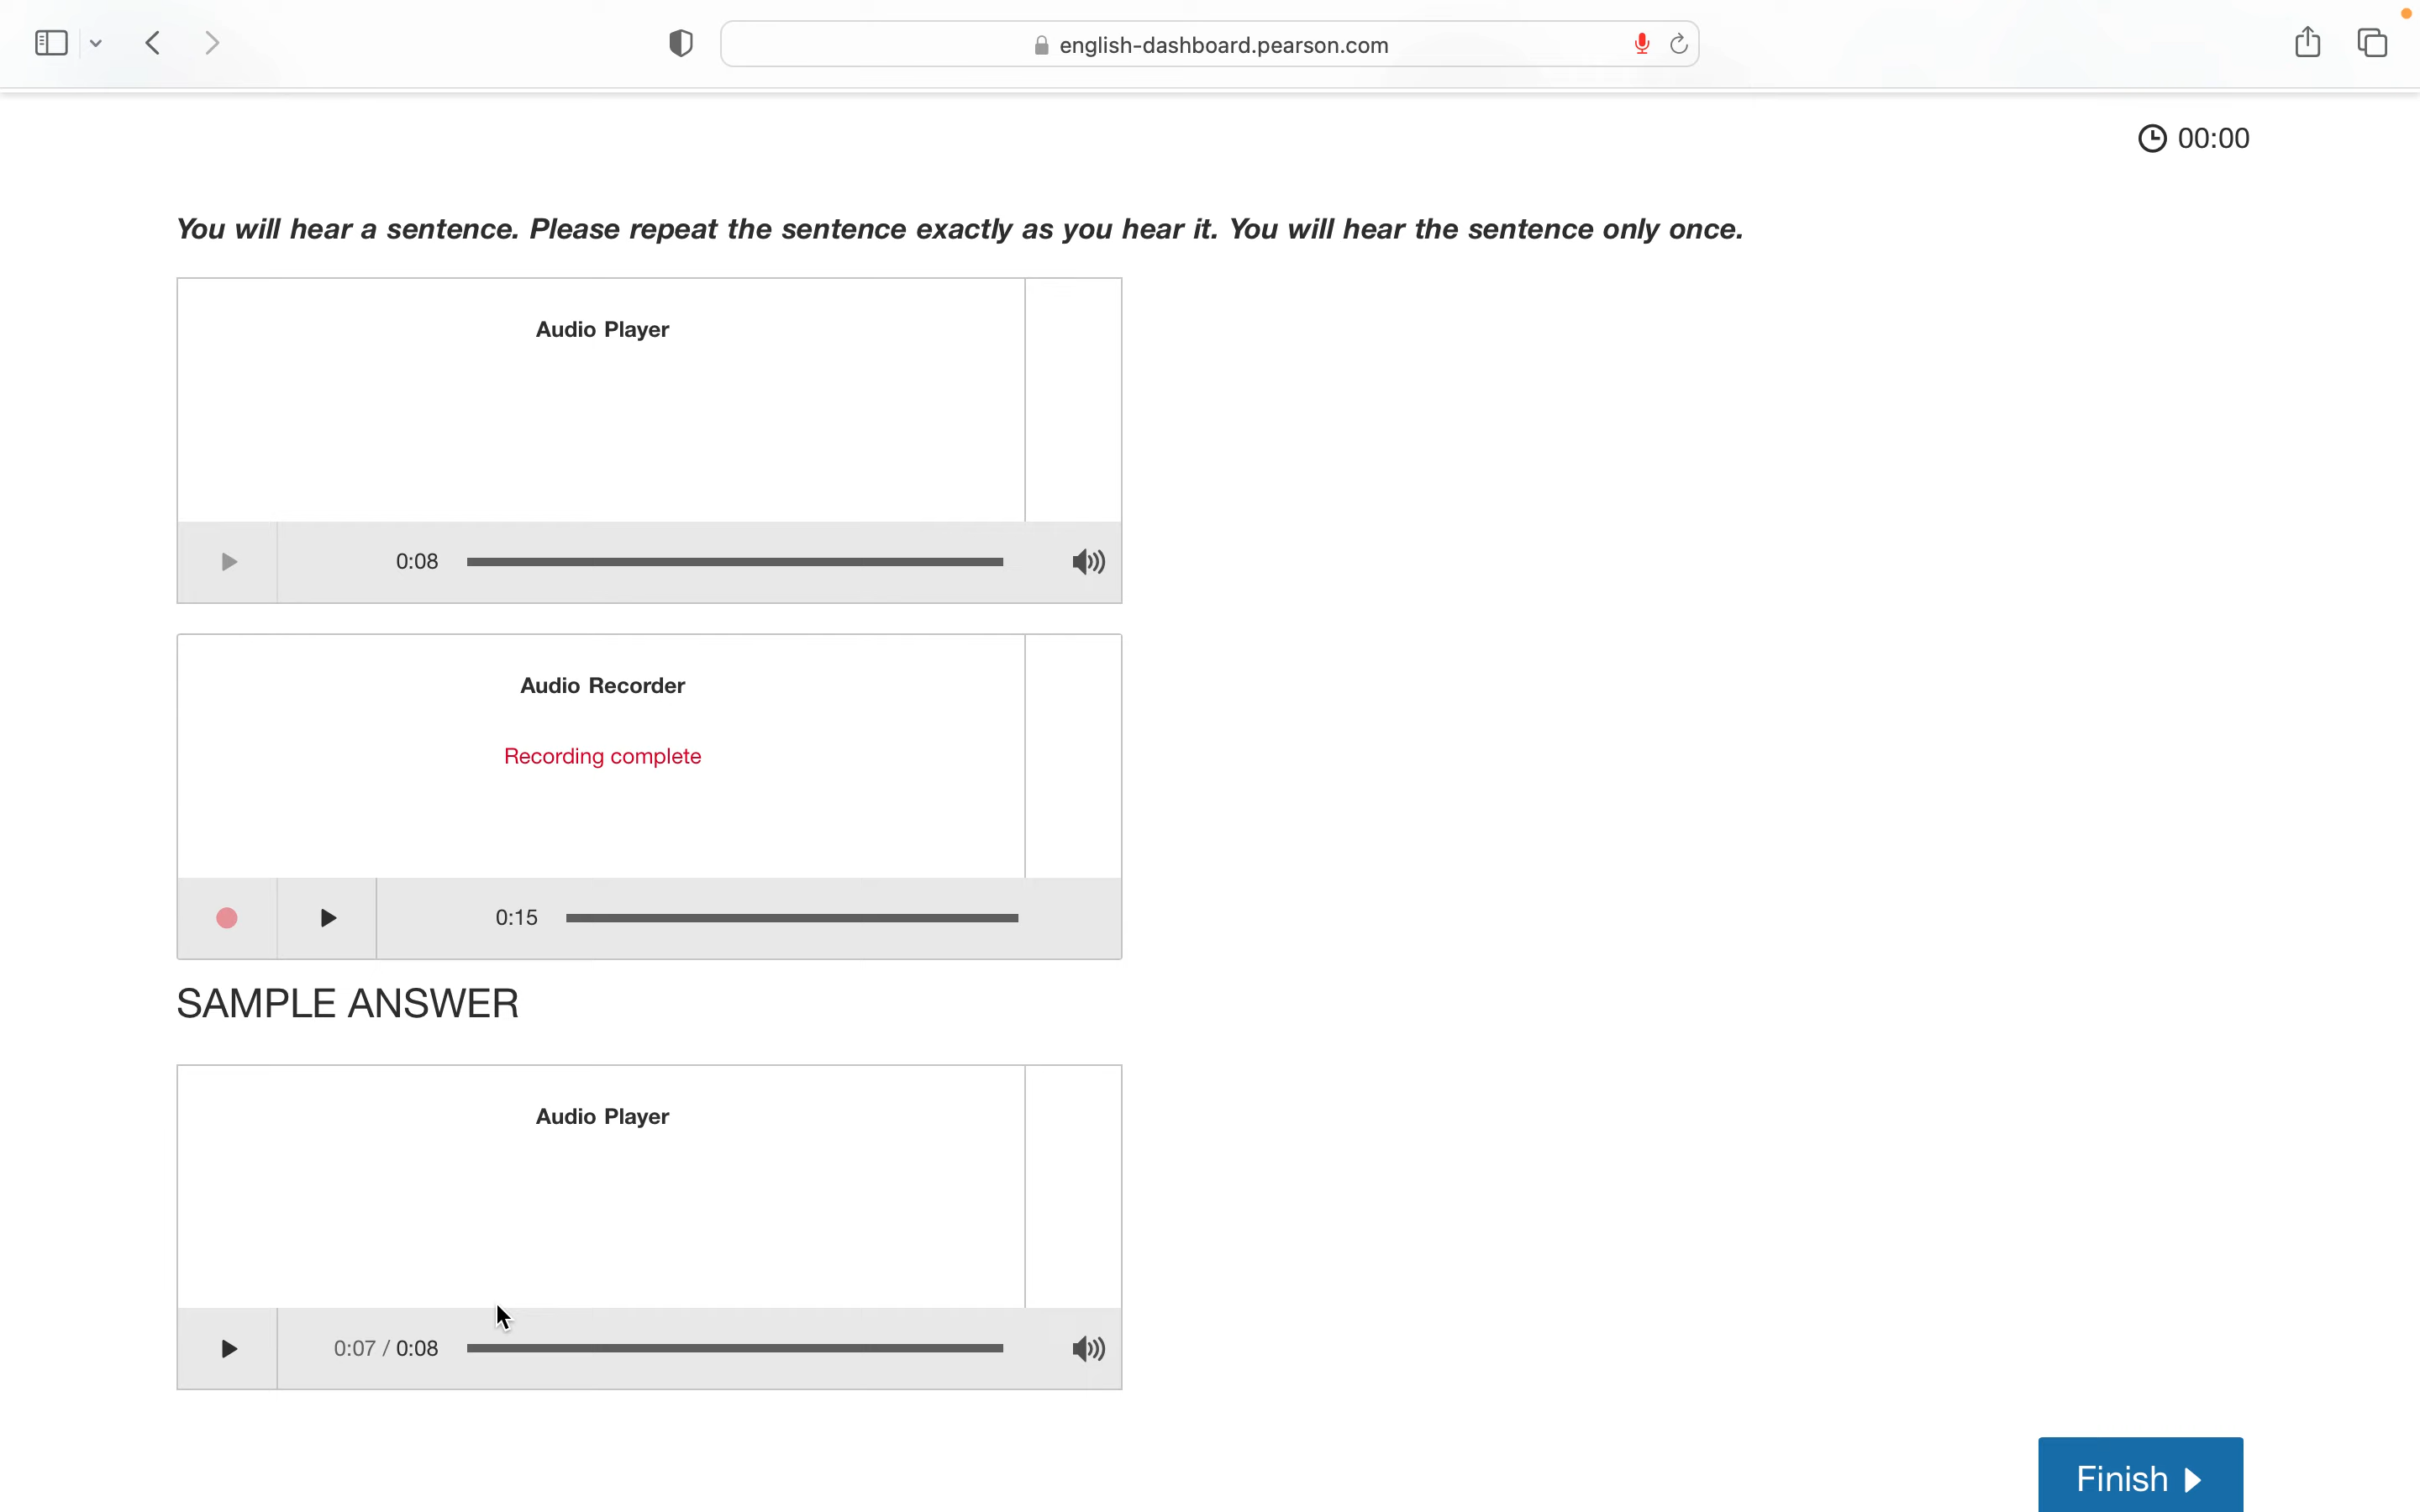 english-dashboard.pearson.com
00:00
You will hear a sentence. Please repeat the sentence exactly as you hear it. You will hear the sentence only once.
Audio Player
0:08
Audio Recorder
Recording complete
0:15
SAMPLE ANSWER
Audio Player
0:07 / 0:08
Finish